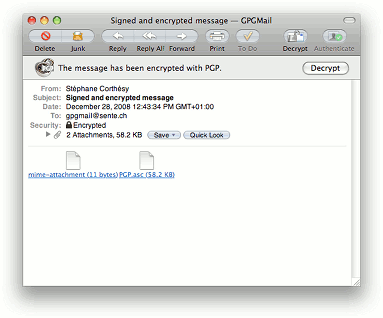 Signed and encrypted message — GPGMail
Delete Junk Reply Reply All Forward Print To Do Decrypt Authenticate
The message has been encrypted with PGP. Decrypt
From: Stéphane Corthésy
Subject: Signed and encrypted message
Date: December 28, 2008 12:43:34 PM GMT+01:00
To: gpgmail@sente.ch
Security: Encrypted
2 Attachments, 58.2 KB Save Quick Look
mime-attachment (11 bytes) PGP.asc (58.2 KB)